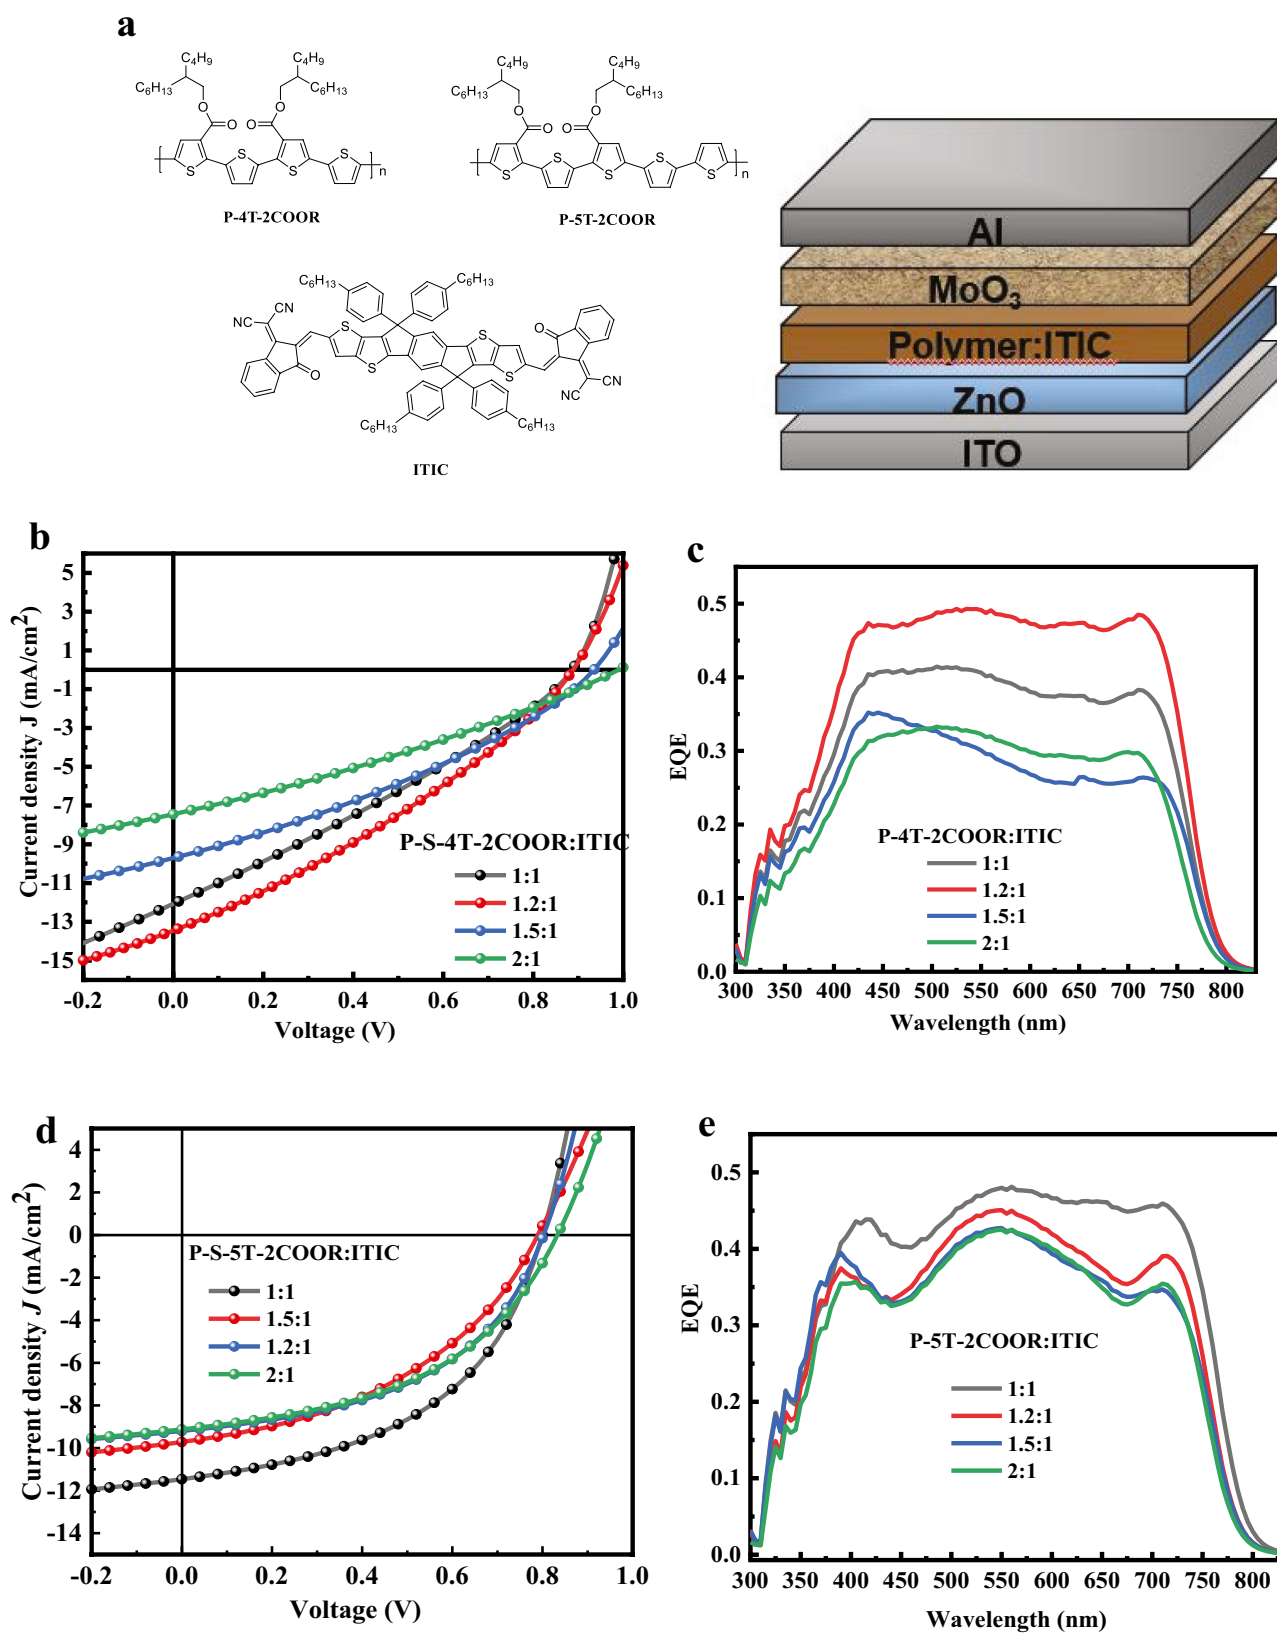 a
C4H9
C4H9
C6H13
C6H13
O
O
O
O
S
S
S
S
n
P-4T-2COOR
C4H9
C4H9
C6H13
C6H13
O
O
O
O
S
S
S
S
S
n
P-5T-2COOR
C6H13
C6H13
CN
NC
O
S
S
S
S
O
NC
CN
C6H13
C6H13
ITIC
Al
MoO3
Polymer:ITIC
ZnO
ITO
b
Current density J (mA/cm2)
5
3
1
-1
-3
-5
-7
-9
-11
-13
-15
-0.2 0.0 0.2 0.4 0.6 0.8 1.0
Voltage (V)
P-S-4T-2COOR:ITIC
1:1
1.2:1
1.5:1
2:1
c
EQE
0.5
0.4
0.3
0.2
0.1
0.0
300 350 400 450 500 550 600 650 700 750 800
Wavelength (nm)
P-4T-2COOR:ITIC
1:1
1.2:1
1.5:1
2:1
d
Current density J (mA/cm2)
4
2
0
-2
-4
-6
-8
-10
-12
-14
-0.2 0.0 0.2 0.4 0.6 0.8 1.0
Voltage (V)
P-S-5T-2COOR:ITIC
1:1
1.5:1
1.2:1
2:1
e
EQE
0.5
0.4
0.3
0.2
0.1
0.0
300 350 400 450 500 550 600 650 700 750 800
Wavelength (nm)
P-5T-2COOR:ITIC
1:1
1.2:1
1.5:1
2:1